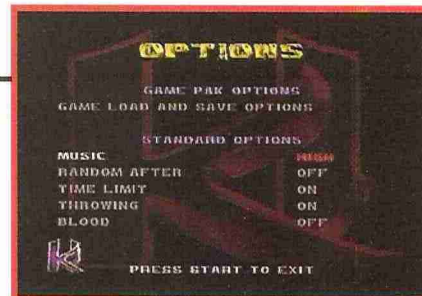 OPTIONS
GAME PAK OPTIONS
GAME LOAD AND SAVE OPTIONS
STANDARD OPTIONS
MUSIC HIGH
RANDOM AFTER OFF
TIME LIMIT ON
THROWING ON
BLOOD OFF
PRESS START TO EXIT